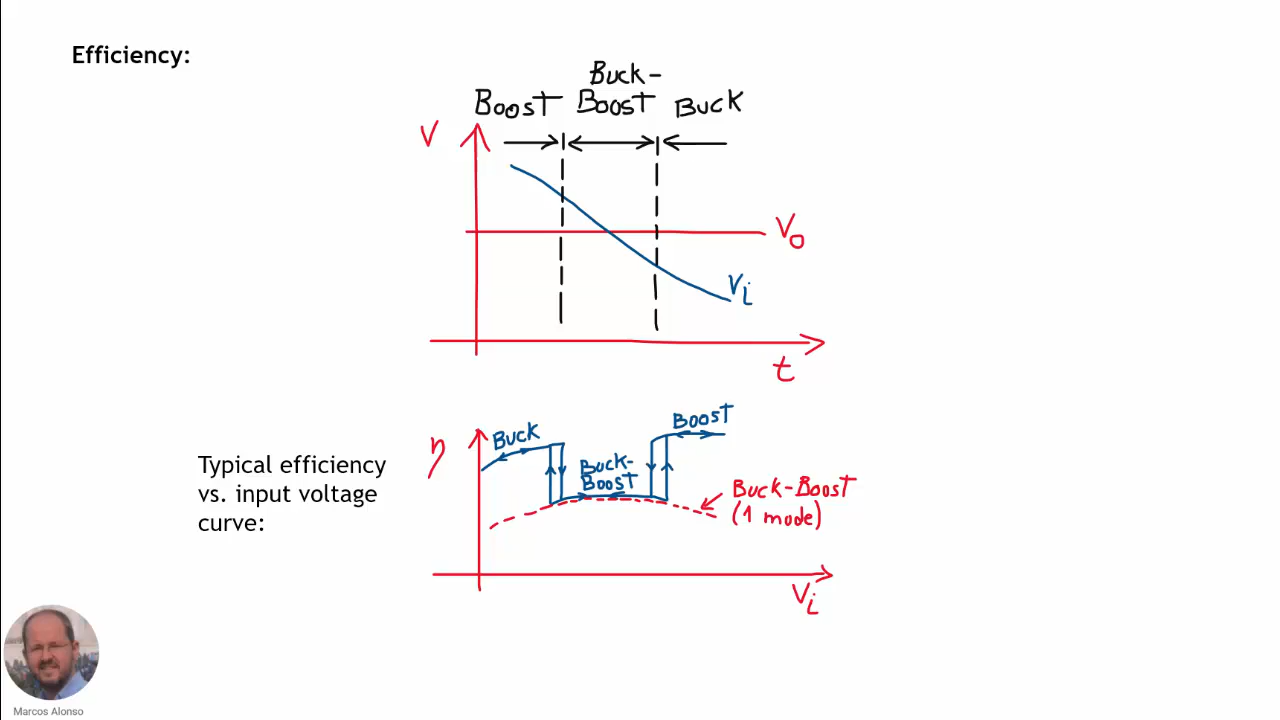 Efficiency:
Buck-
Boost Boost Buck
V
Vo
Vi
t
η
Buck
Boost
Buck-
Boost
Typical efficiency
vs. input voltage
curve:
Buck-Boost
(1 mode)
Vi
Marcos Alonso